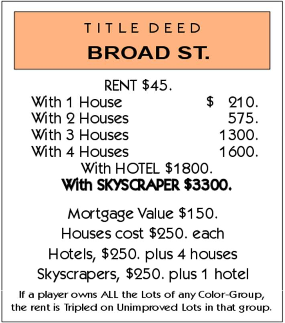 TITLE DEED
BROAD ST.
RENT $45.
With 1 House $ 210.
With 2 Houses 575.
With 3 Houses 1300.
With 4 Houses 1600.
With HOTEL $1800.
With SKYSCRAPER $3300.
Mortgage Value $150.
Houses cost $250. each
Hotels, $250. plus 4 houses
Skyscrapers, $250. plus 1 hotel
If a player owns ALL the Lots of any Color-Group,
the rent is Tripled on Unimproved Lots in that group.